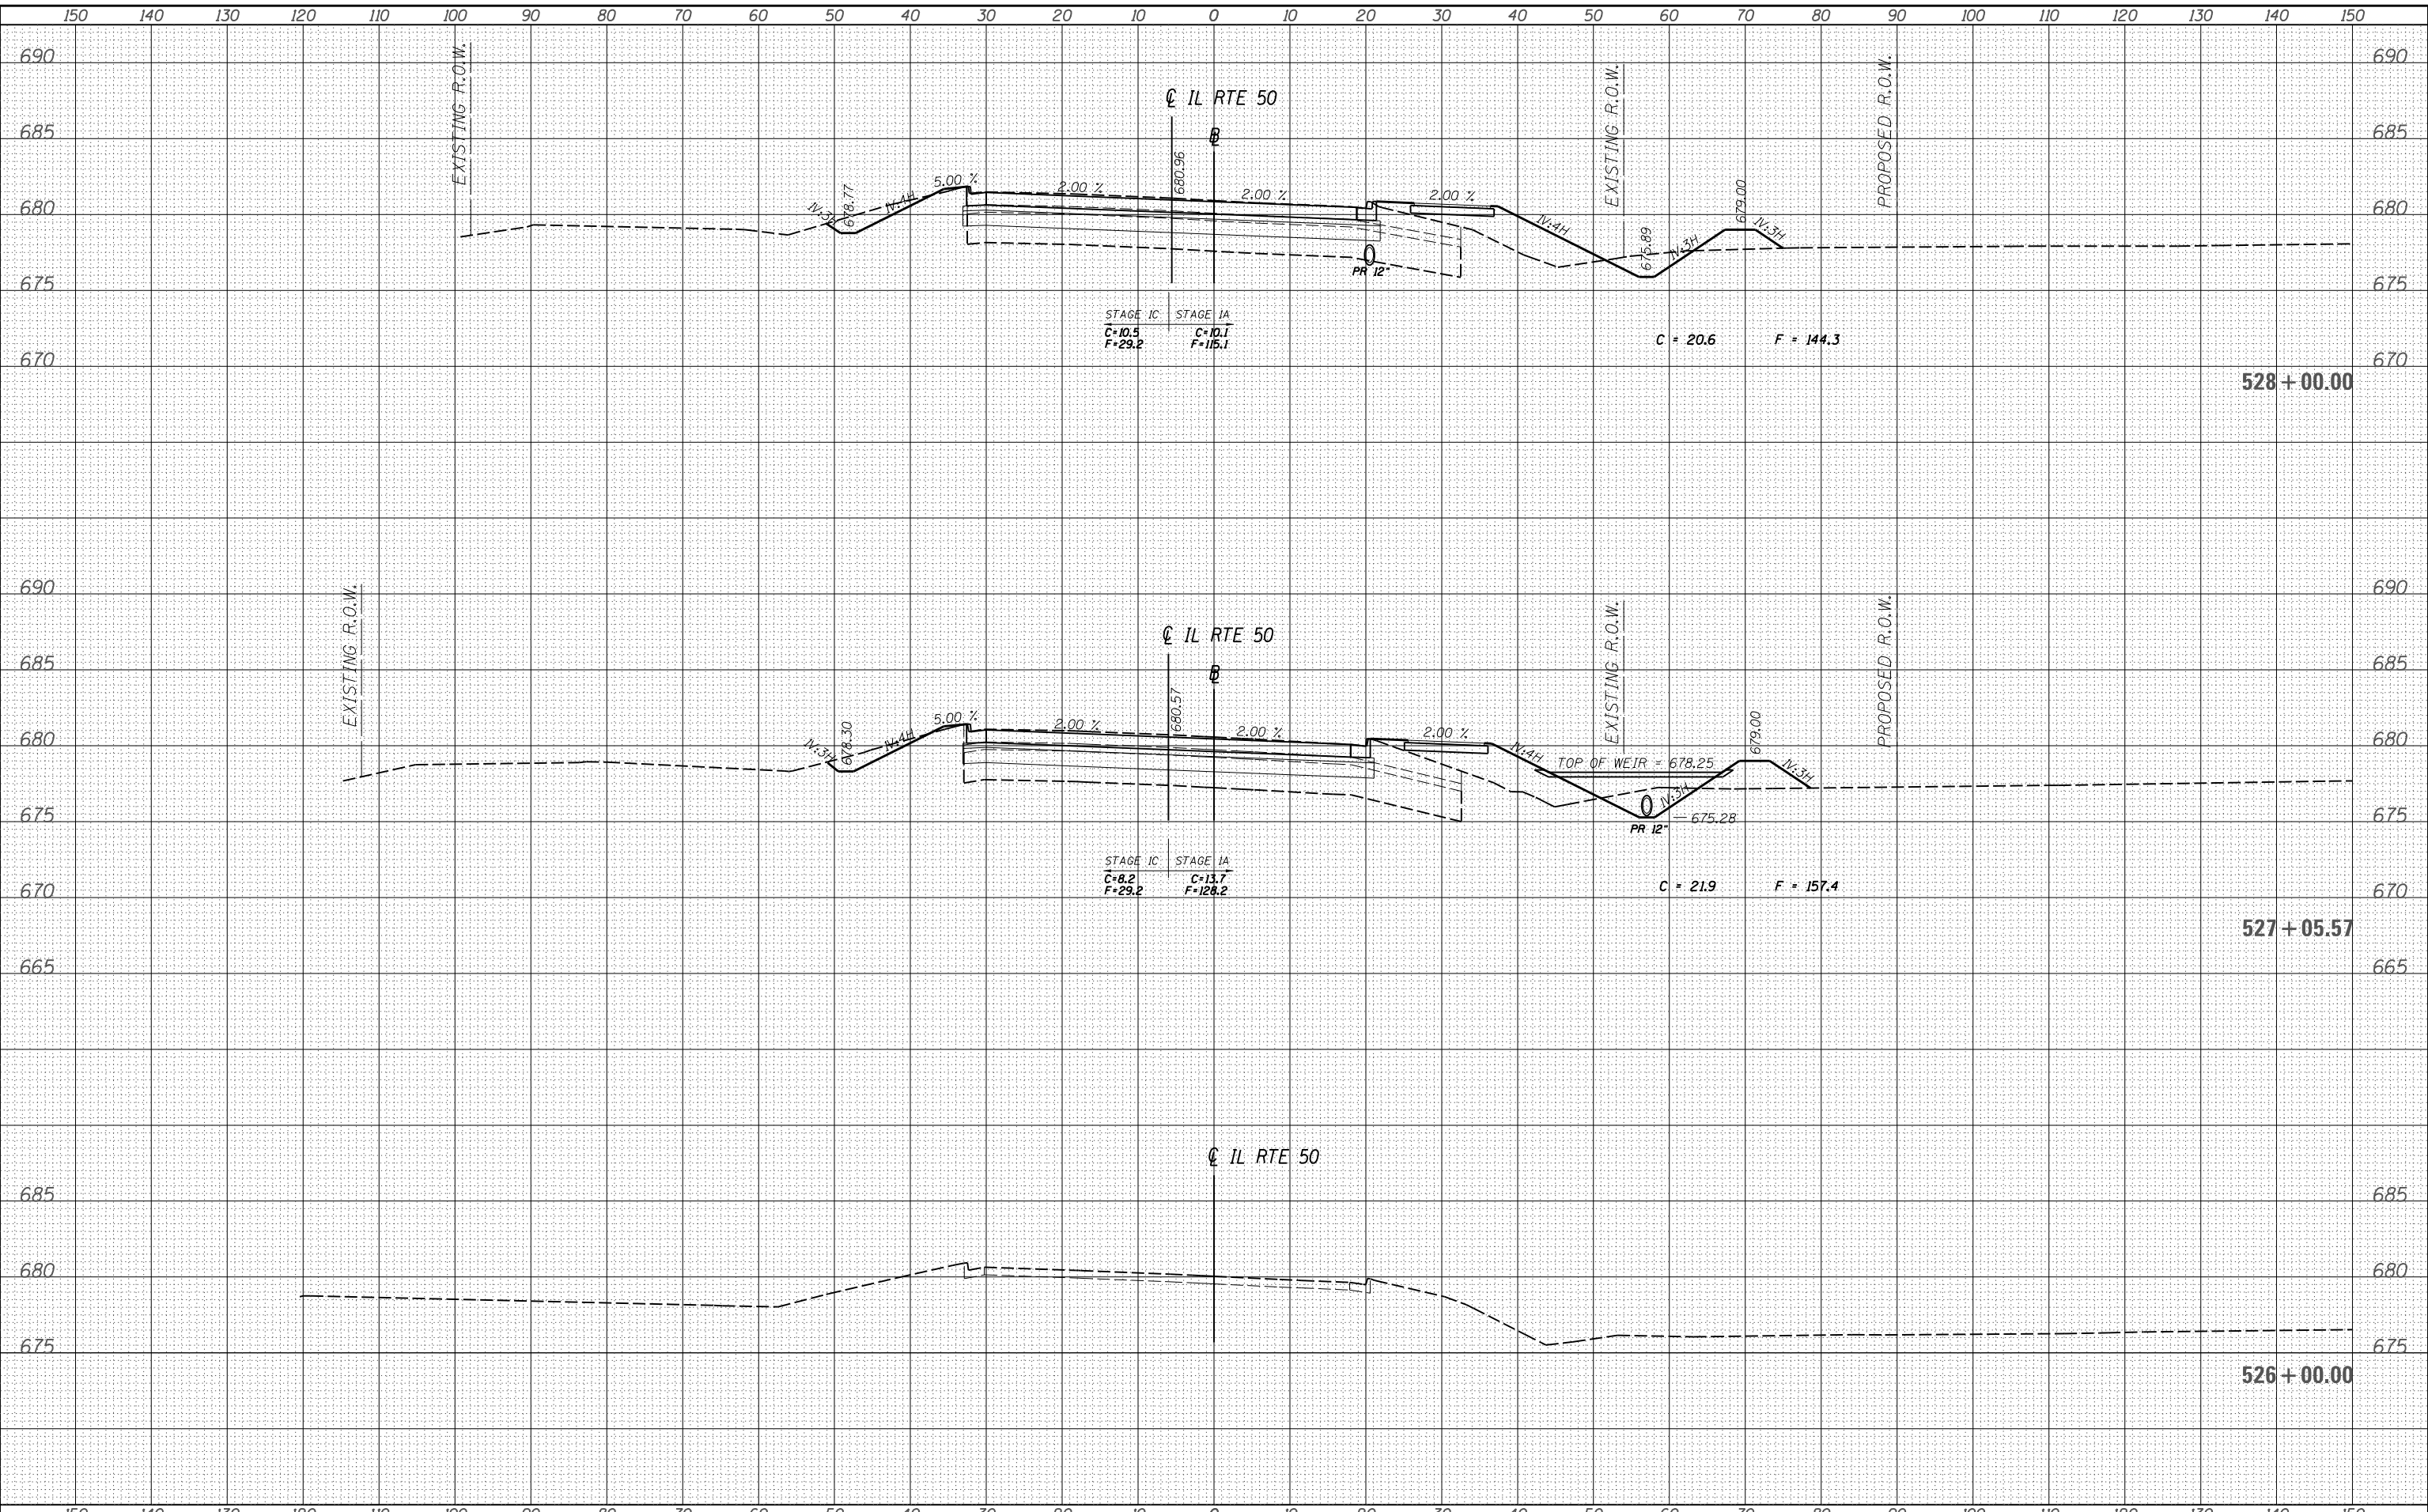 150 140 130 120 110 100 90 80 70 60 50 40 30 20 10 0 10 20 30 40 50 60 70 80 90 100 110 120 130 140 150
690 690
EXISTING R.O.W.
EXISTING R.O.W.
PROPOSED R.O.W.
℄ IL RTE 50
685 685
680.96
680 680
1V:3H
678.77
1V:4H
5.00 %
2.00 %
2.00 %
2.00 %
1V:4H
675.89
1V:3H
679.00
1V:3H
PR 12"
675 675
STAGE 1C STAGE 1A
C=10.5 C=10.1
F=29.2 F=115.1
C = 20.6 F = 144.3
670 670
528+00.00
690 690
EXISTING R.O.W.
EXISTING R.O.W.
PROPOSED R.O.W.
℄ IL RTE 50
685 685
680.57
680 680
1V:3H
678.30
1V:4H
5.00 %
2.00 %
2.00 %
2.00 %
1V:4H
TOP OF WEIR = 678.25
1V:3H
679.00
1V:3H
675.28
PR 12"
675 675
STAGE 1C STAGE 1A
C=8.2 C=13.7
F=29.2 F=128.2
C = 21.9 F = 157.4
670 670
527+05.57
665 665
℄ IL RTE 50
685 685
680 680
675 675
526+00.00